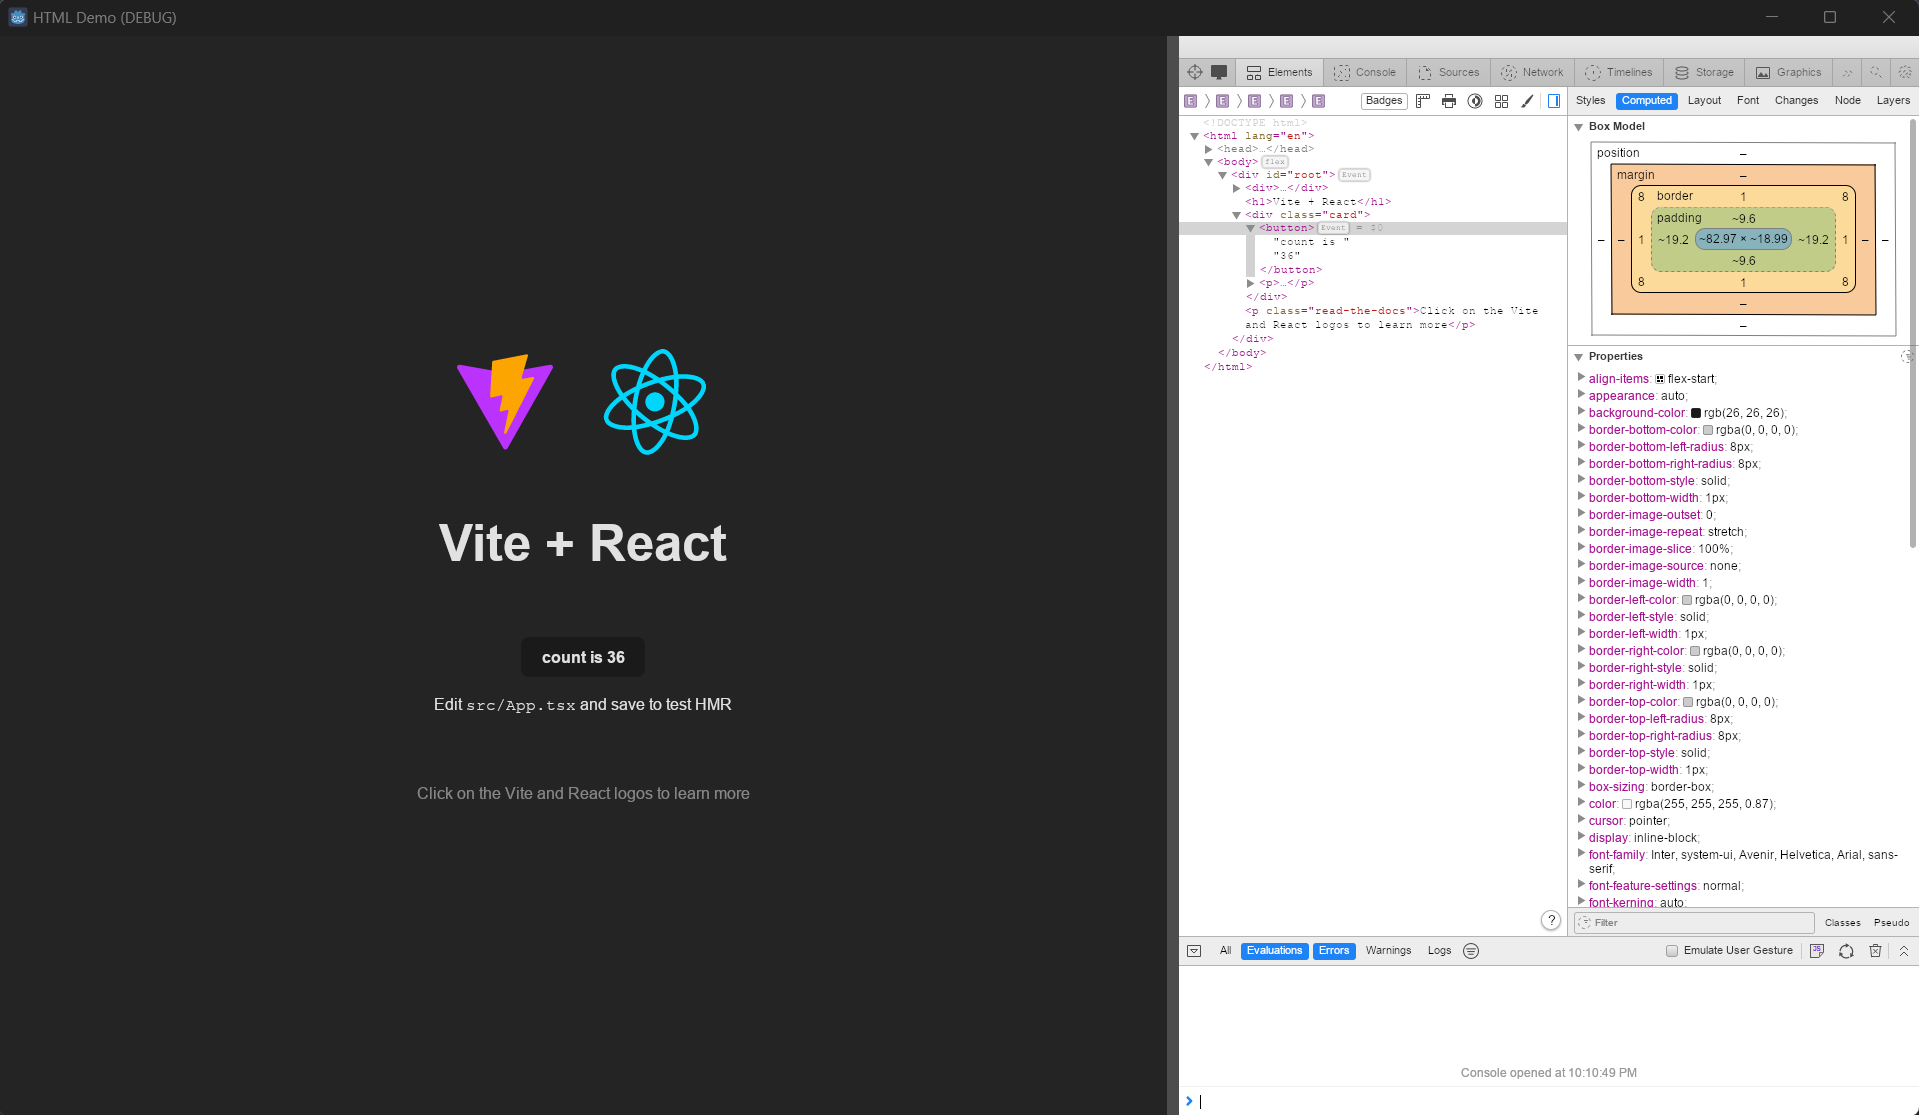 HTML Demo (DEBUG)
Vite + React
count is 36
Edit src/App.tsx and save to test HMR
Click on the Vite and React logos to learn more
Elements Console Sources Network Timelines Storage Graphics
E E E E E Badges
<!DOCTYPE html>
<html lang="en">
<head>…</head>
<body> flex
<div id="root"> Event
<div>…</div>
<h1>Vite + React</h1>
<div class="card">
<button> Event = $0
"count is "
"36"
</button>
<p>…</p>
</div>
<p class="read-the-docs">Click on the Vite
and React logos to learn more</p>
</div>
</body>
</html>
?
Styles Computed Layout Font Changes Node Layers
Box Model
position –
margin –
8 border 1 8
padding ~9.6
– – 1 ~19.2 ~82.97 × ~18.99 ~19.2 1 – –
~9.6
8 1 8
–
–
Properties
align-items: flex-start;
appearance: auto;
background-color: rgb(26, 26, 26);
border-bottom-color: rgba(0, 0, 0, 0);
border-bottom-left-radius: 8px;
border-bottom-right-radius: 8px;
border-bottom-style: solid;
border-bottom-width: 1px;
border-image-outset: 0;
border-image-repeat: stretch;
border-image-slice: 100%;
border-image-source: none;
border-image-width: 1;
border-left-color: rgba(0, 0, 0, 0);
border-left-style: solid;
border-left-width: 1px;
border-right-color: rgba(0, 0, 0, 0);
border-right-style: solid;
border-right-width: 1px;
border-top-color: rgba(0, 0, 0, 0);
border-top-left-radius: 8px;
border-top-right-radius: 8px;
border-top-style: solid;
border-top-width: 1px;
box-sizing: border-box;
color: rgba(255, 255, 255, 0.87);
cursor: pointer;
display: inline-block;
font-family: Inter, system-ui, Avenir, Helvetica, Arial, sans-
serif;
font-feature-settings: normal;
font-kerning: auto;
Filter Classes Pseudo
All Evaluations Errors Warnings Logs Emulate User Gesture JS
Console opened at 10:10:49 PM